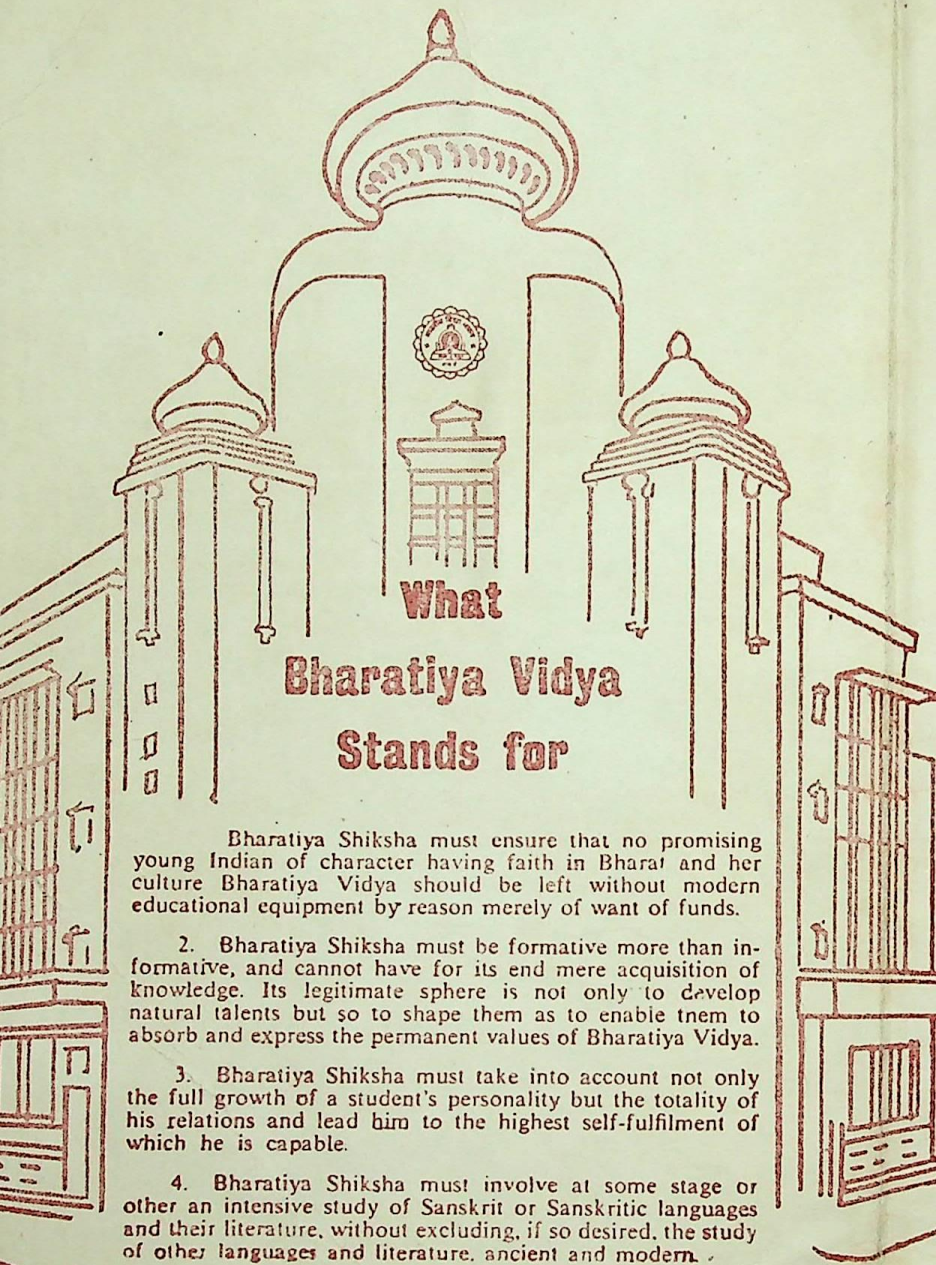 What
Bharatiya Vidya
Stands for
Bharatiya Shiksha must ensure that no promising
young Indian of character having faith in Bharat and her
culture Bharatiya Vidya should be left without modern
educational equipment by reason merely of want of funds.
2. Bharatiya Shiksha must be formative more than in-
formative, and cannot have for its end mere acquisition of
knowledge. Its legitimate sphere is not only to develop
natural talents but so to shape them as to enable tnem to
absorb and express the permanent values of Bharatiya Vidya.
3. Bharatiya Shiksha must take into account not only
the full growth of a student's personality but the totality of
his relations and lead him to the highest self-fulfilment of
which he is capable.
4. Bharatiya Shiksha must involve at some stage or
other an intensive study of Sanskrit or Sanskritic languages
and their literature, without excluding, if so desired, the study
of other languages and literature, ancient and modern.